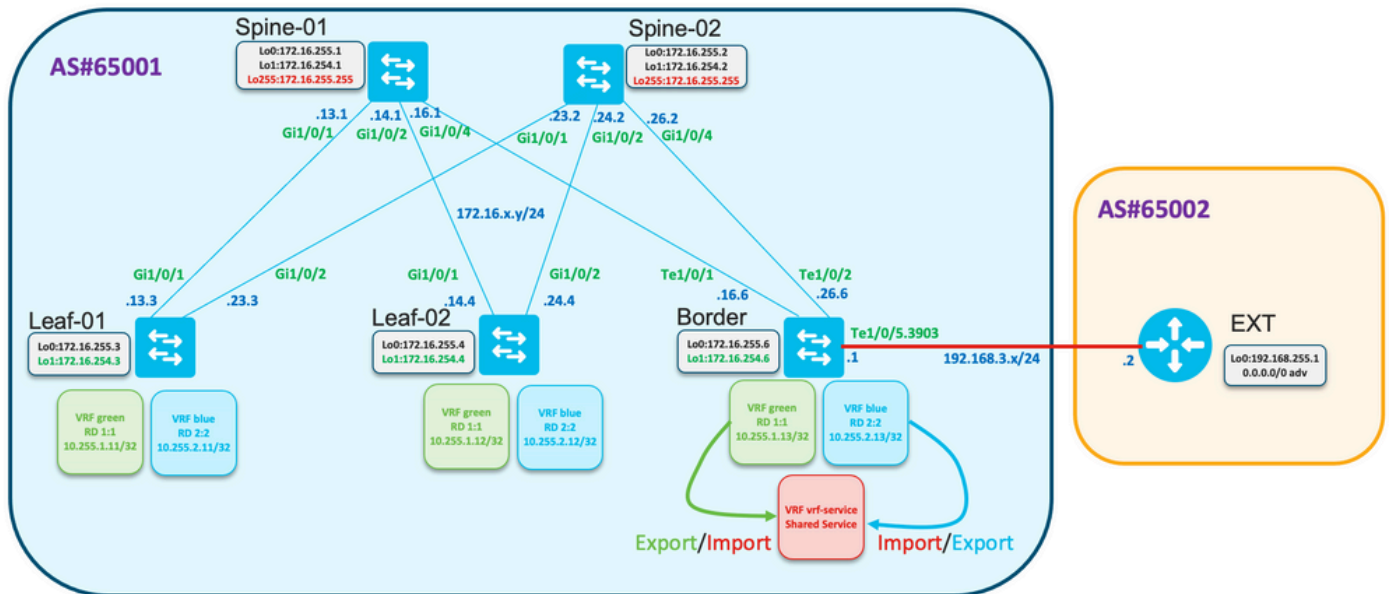 AS#65001
Spine-01
Lo0:172.16.255.1
Lo1:172.16.254.1
Lo255:172.16.255.255
Spine-02
Lo0:172.16.255.2
Lo1:172.16.254.2
Lo255:172.16.255.255
.13.1
.14.1
.16.1
Gi1/0/1
Gi1/0/2
Gi1/0/4
.23.2
.24.2
.26.2
Gi1/0/1
Gi1/0/2
Gi1/0/4
172.16.x.y/24
Gi1/0/1
Gi1/0/2
.13.3
.23.3
Gi1/0/1
Gi1/0/2
.14.4
.24.4
Te1/0/1
Te1/0/2
.16.6
.26.6
Leaf-01
Lo0:172.16.255.3
Lo1:172.16.254.3
Leaf-02
Lo0:172.16.255.4
Lo1:172.16.254.4
Border
Lo0:172.16.255.6
Lo1:172.16.254.6
Te1/0/5.3903
.1
192.168.3.x/24
.2
AS#65002
EXT
Lo0:192.168.255.1
0.0.0.0/0 adv
VRF green
RD 1:1
10.255.1.11/32
VRF blue
RD 2:2
10.255.2.11/32
VRF green
RD 1:1
10.255.1.12/32
VRF blue
RD 2:2
10.255.2.12/32
VRF green
RD 1:1
10.255.1.13/32
VRF blue
RD 2:2
10.255.2.13/32
VRF vrf-service
Shared Service
Export/Import
Import/Export